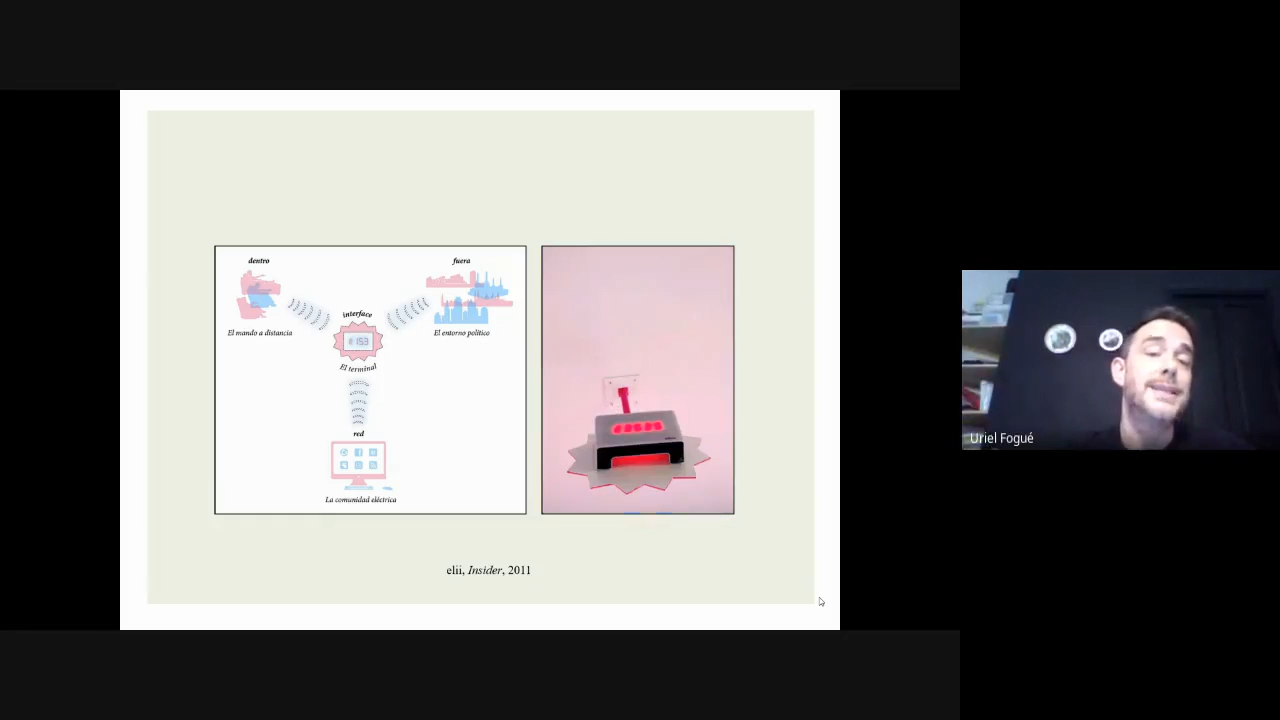 dentro
fuera
interface
# 153
El mando a distancia
El entorno político
El terminal
red
La comunidad eléctrica
elii, Insider, 2011
Uriel Fogué